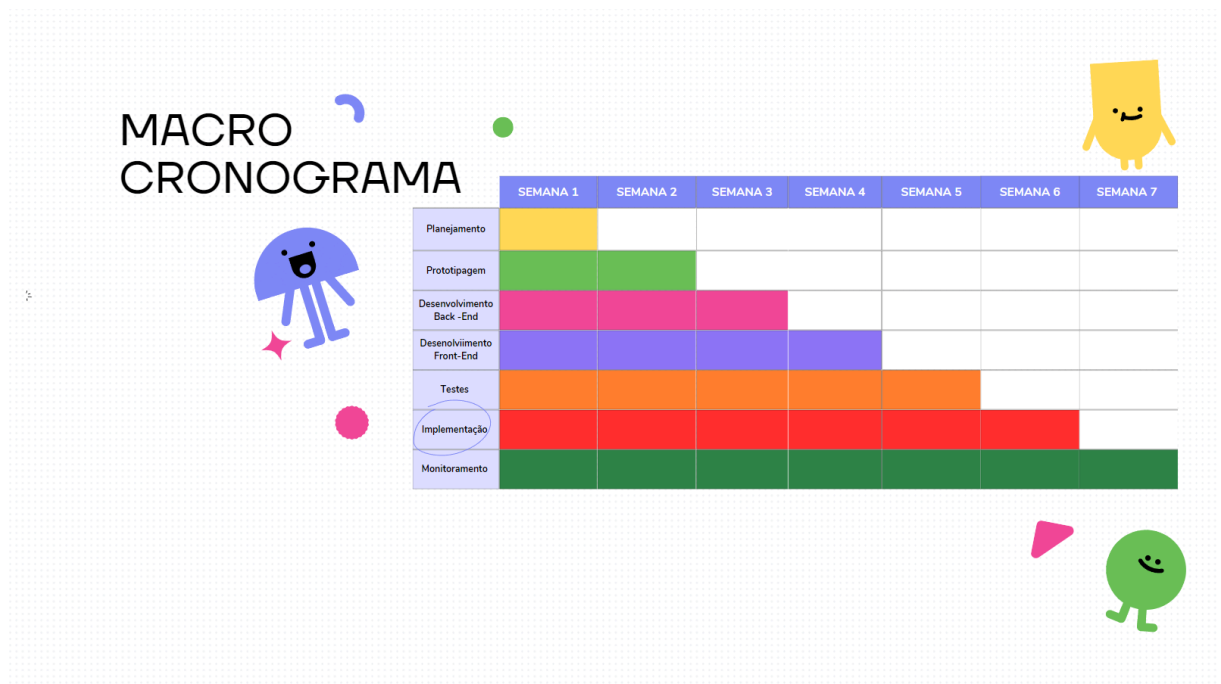 MACRO
CRONOGRAMA
SEMANA 1 SEMANA 2 SEMANA 3 SEMANA 4 SEMANA 5 SEMANA 6 SEMANA 7
Planejamento
Prototipagem
Desenvolvimento
Back -End
Desenolviimento
Front-End
Testes
Implementação
Monitoramento